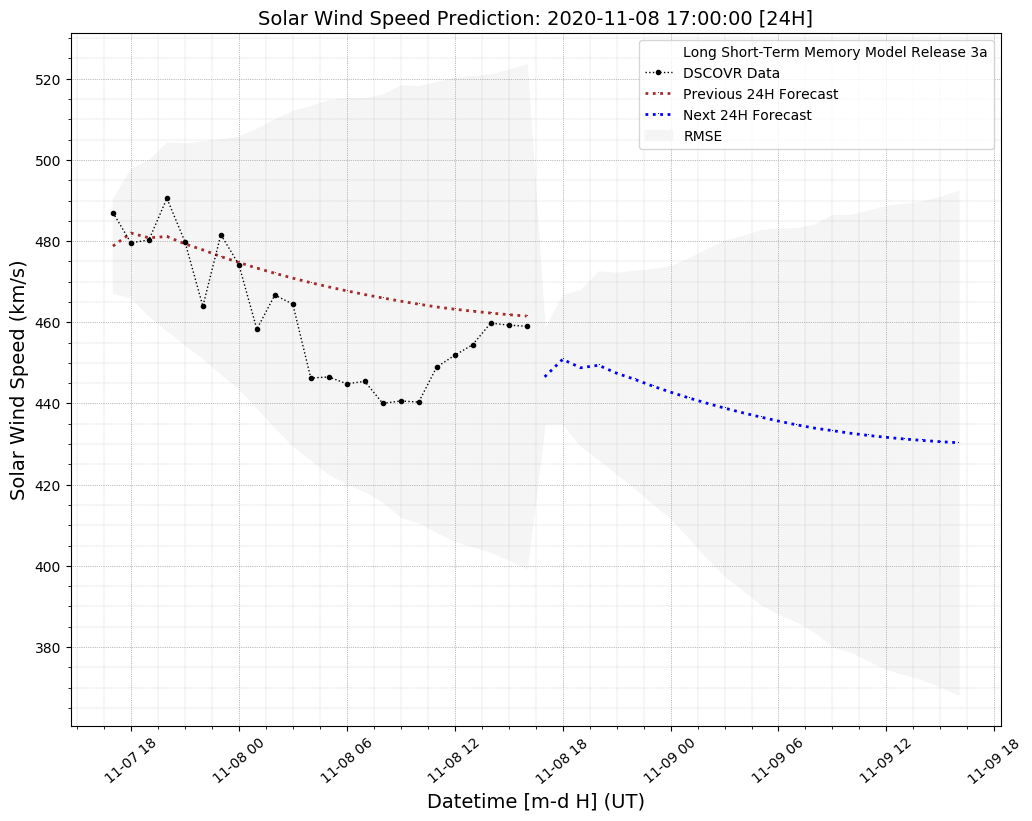 Solar Wind Speed Prediction: 2020-11-08 17:00:00 [24H]
Long Short-Term Memory Model Release 3a
DSCOVR Data
Previous 24H Forecast
Next 24H Forecast
RMSE
Solar Wind Speed (km/s)
520
500
480
460
440
420
400
380
11-07 18
11-08 00
11-08 06
11-08 12
11-08 18
11-09 00
11-09 06
11-09 12
11-09 18
Datetime [m-d H] (UT)